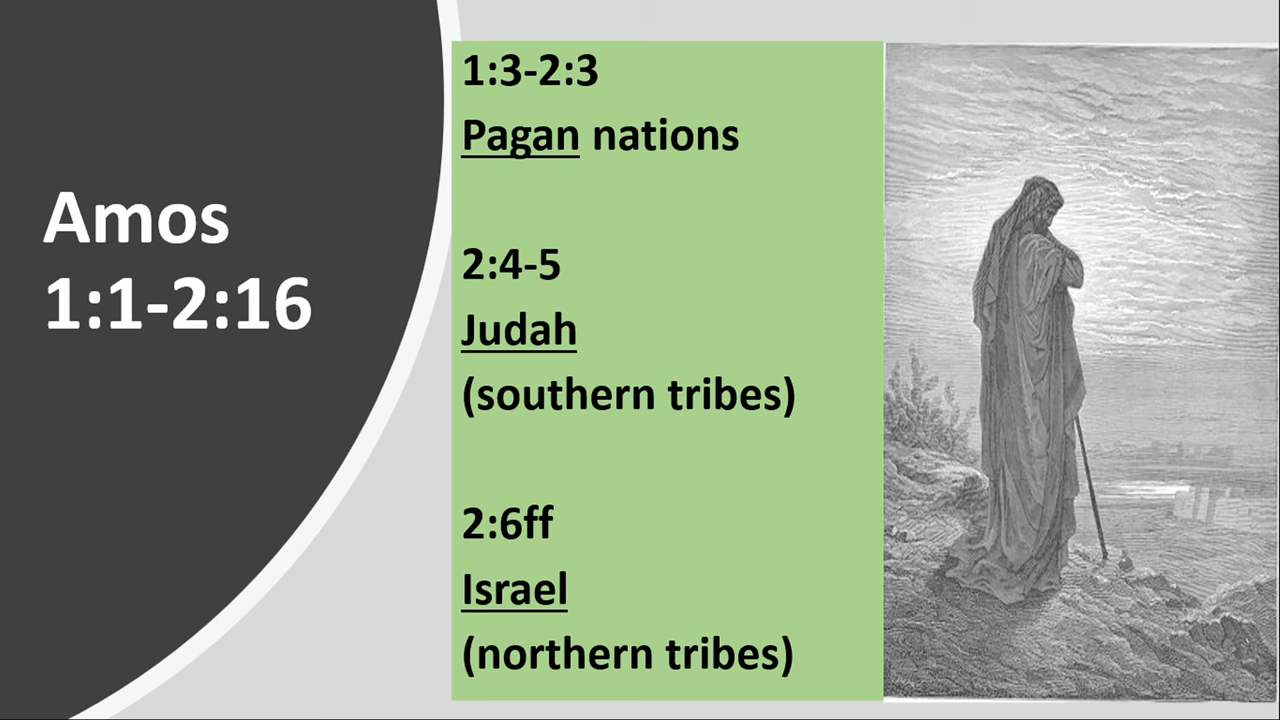 Amos
1:1-2:16
1:3-2:3
Pagan nations
2:4-5
Judah
(southern tribes)
2:6ff
Israel
(northern tribes)